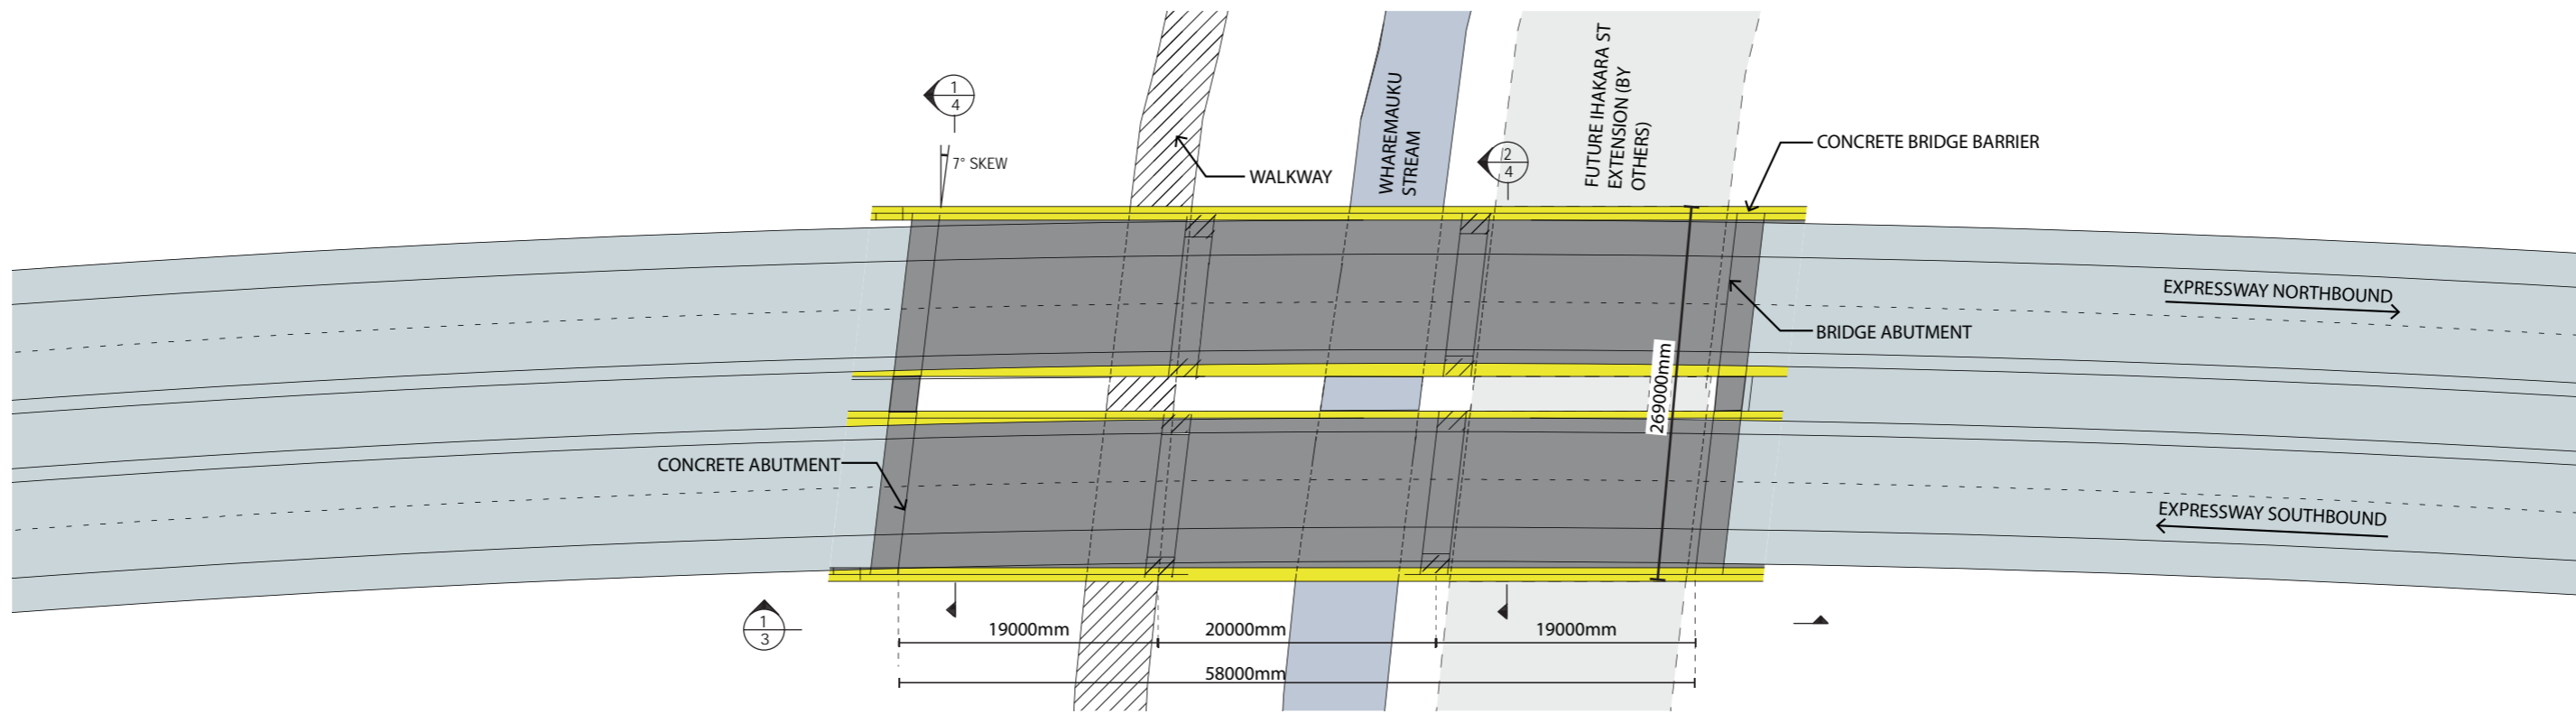 1
4
7° SKEW
WALKWAY
WHAREMAUKU
STREAM
2
4
FUTURE IHAKARA ST
EXTENSION (BY
OTHERS)
CONCRETE BRIDGE BARRIER
EXPRESSWAY NORTHBOUND
BRIDGE ABUTMENT
269000mm
CONCRETE ABUTMENT
EXPRESSWAY SOUTHBOUND
1
3
19000mm
20000mm
19000mm
58000mm